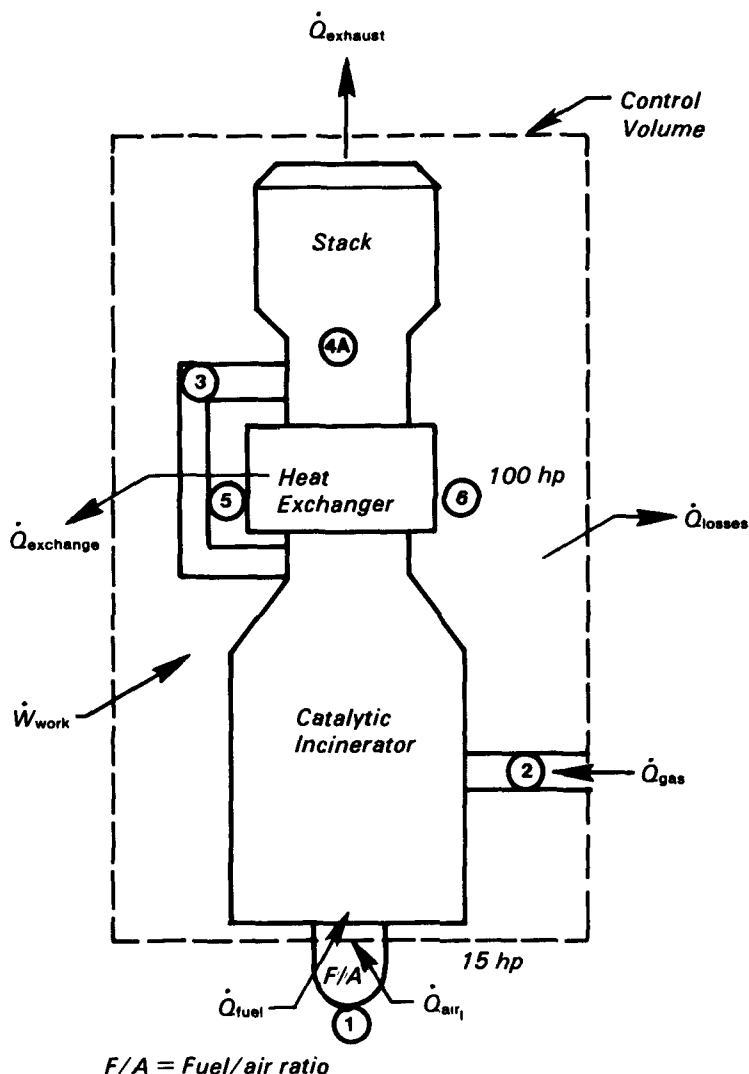 Q̇exhaust
Control
Volume
Stack
4A
3
Heat
Exchanger
100 hp
5
6
Q̇exchange
Q̇losses
Ẇwork
Catalytic
Incinerator
2
Q̇gas
15 hp
F/A
Q̇fuel
Q̇air₁
1
F/A = Fuel/air ratio